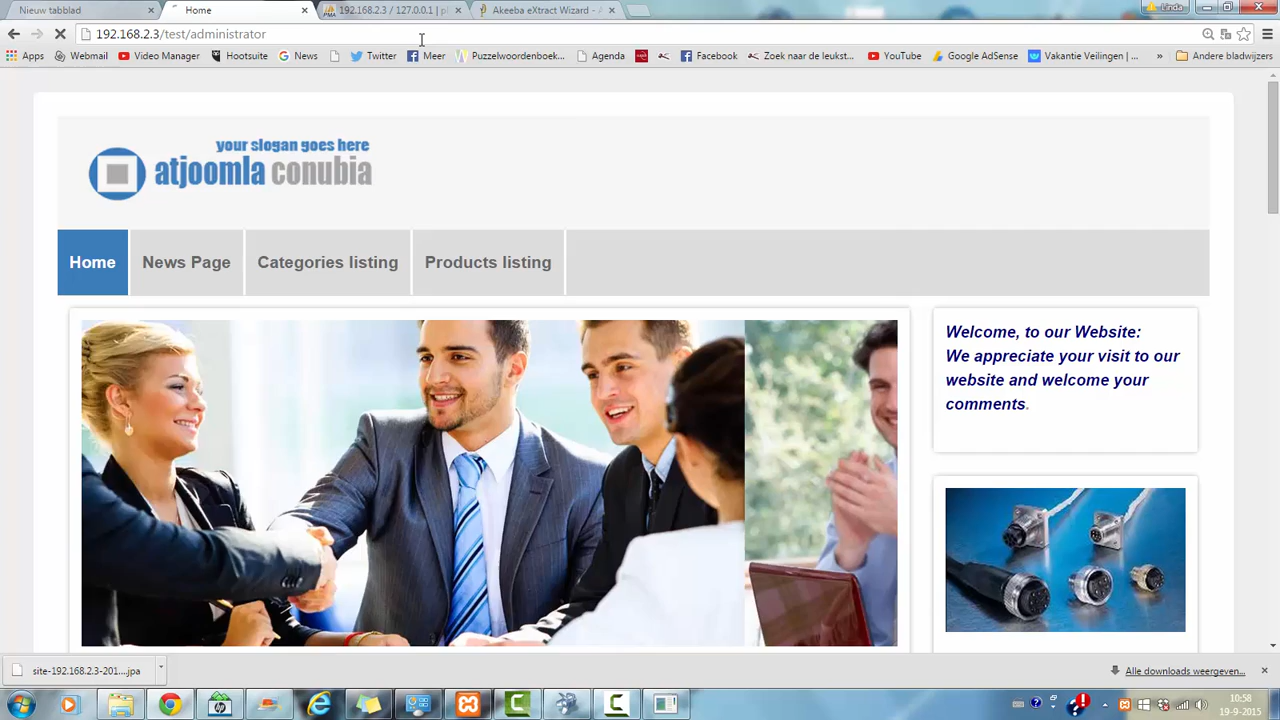 Nieuw tabblad
Home
192.168.2.3 / 127.0.0.1 | p
Akeeba eXtract Wizard - A
Linda
192.168.2.3/test/administrator
Apps
Webmail
Video Manager
Hootsuite
News
Twitter
Meer
Puzzelwoordenboek...
Agenda
Facebook
Zoek naar de leukst...
YouTube
Google AdSense
Vakantie Veilingen | ...
»
Andere bladwijzers
your slogan goes here
atjoomla conubia
Home
News Page
Categories listing
Products listing
Welcome, to our Website:
We appreciate your visit to our
website and welcome your
comments.
site-192.168.2.3-201....jpa
Alle downloads weergeven...
10:58
19-9-2015